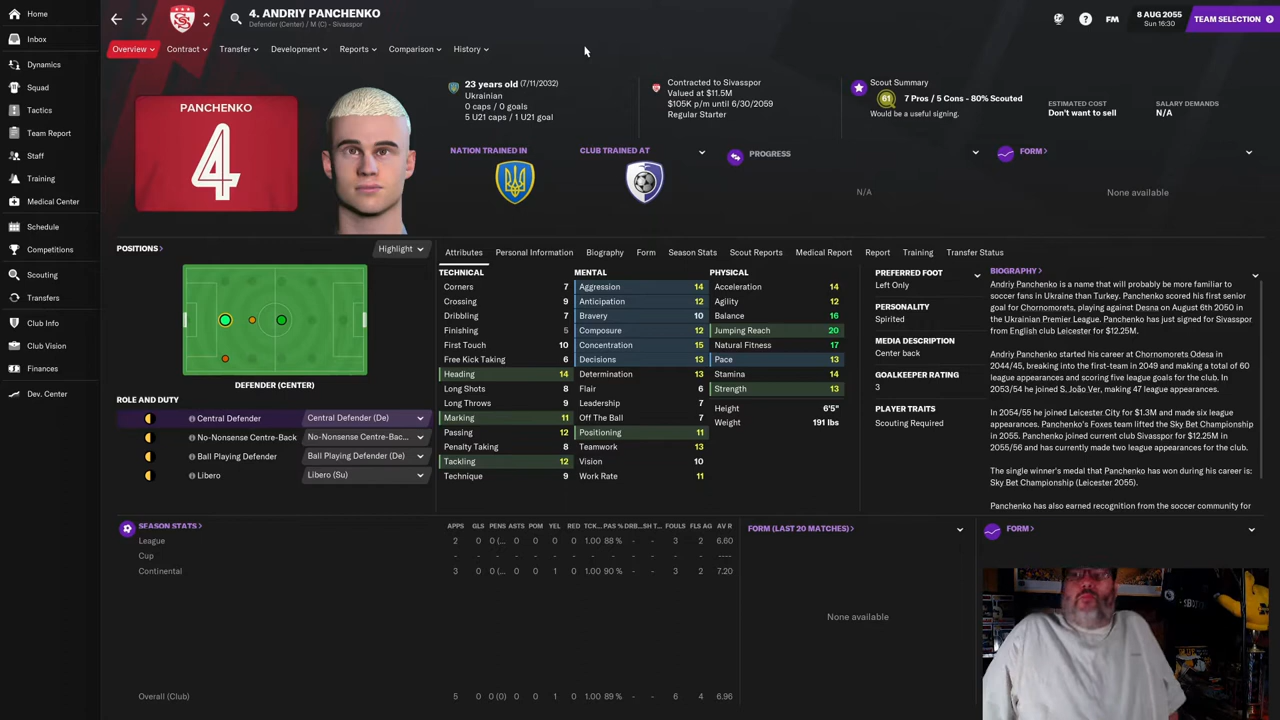 Home
Inbox
Dynamics
Squad
Tactics
Team Report
Staff
Training
Medical Center
Schedule
Competitions
Scouting
Transfers
Club Info
Club Vision
Finances
Dev. Center
4. ANDRIY PANCHENKO
Defender (Center) / M (C) - Sivasspor
FM
8 AUG 2055
Sun 16:30
TEAM SELECTION
Overview
Contract
Transfer
Development
Reports
Comparison
History
PANCHENKO
4
23 years old (7/11/2032)
Ukrainian
0 caps / 0 goals
5 U21 caps / 1 U21 goal
Contracted to Sivasspor
Valued at $11.5M
$105K p/m until 6/30/2059
Regular Starter
Scout Summary
61
7 Pros / 5 Cons - 80% Scouted
Would be a useful signing.
ESTIMATED COST
Don't want to sell
SALARY DEMANDS
N/A
NATION TRAINED IN
CLUB TRAINED AT
PROGRESS
N/A
FORM
None available
POSITIONS
Highlight
DEFENDER (CENTER)
ROLE AND DUTY
Central Defender Central Defender (De)
No-Nonsense Centre-Back No-Nonsense Centre-Bac...
Ball Playing Defender Ball Playing Defender (De)
Libero Libero (Su)
Attributes Personal Information Biography Form Season Stats Scout Reports Medical Report Report Training Transfer Status
TECHNICAL
Corners 7
Crossing 9
Dribbling 7
Finishing 5
First Touch 10
Free Kick Taking 6
Heading 14
Long Shots 8
Long Throws 9
Marking 11
Passing 12
Penalty Taking 8
Tackling 12
Technique 9
MENTAL
Aggression 14
Anticipation 12
Bravery 10
Composure 12
Concentration 15
Decisions 13
Determination 13
Flair 6
Leadership 7
Off The Ball 7
Positioning 11
Teamwork 13
Vision 10
Work Rate 11
PHYSICAL
Acceleration 14
Agility 12
Balance 16
Jumping Reach 20
Natural Fitness 17
Pace 13
Stamina 14
Strength 13
Height 6'5"
Weight 191 lbs
PREFERRED FOOT
Left Only
PERSONALITY
Spirited
MEDIA DESCRIPTION
Center back
GOALKEEPER RATING
3
PLAYER TRAITS
Scouting Required
BIOGRAPHY
Andriy Panchenko is a name that will probably be more familiar to
soccer fans in Ukraine than Turkey. Panchenko scored his first senior
goal for Chornomorets, playing against Desna on August 6th 2050 in
the Ukrainian Premier League. Panchenko has just signed for Sivasspor
from English club Leicester for $12.25M.
Andriy Panchenko started his career at Chornomorets Odesa in
2044/45, breaking into the first-team in 2049 and making a total of 60
league appearances and scoring five league goals for the club. In
2053/54 he joined S. João Ver, making 47 league appearances.
In 2054/55 he joined Leicester City for $1.3M and made six league
appearances. Panchenko's Foxes team lifted the Sky Bet Championship
in 2055. Panchenko joined current club Sivasspor for $12.25M in
2055/56 and has currently made two league appearances for the club.
The single winner's medal that Panchenko has won during his career is:
Sky Bet Championship (Leicester 2055).
Panchenko has also earned recognition from the soccer community for
SEASON STATS
APPS GLS PENS ASTS POM YEL RED TCK... PAS % DRB... SH T... FOULS FLS AG AV R
League 2 0 0 (... 0 0 0 0 1.00 88 % - - 3 2 6.60
Cup - - - - - - - - - - - - - ----
Continental 3 0 0 (... 0 0 1 0 1.00 90 % - - 3 2 7.20
Overall (Club) 5 0 0 (0) 0 0 1 0 1.00 89 % - - 6 4 6.96
FORM (LAST 20 MATCHES)
None available
FORM